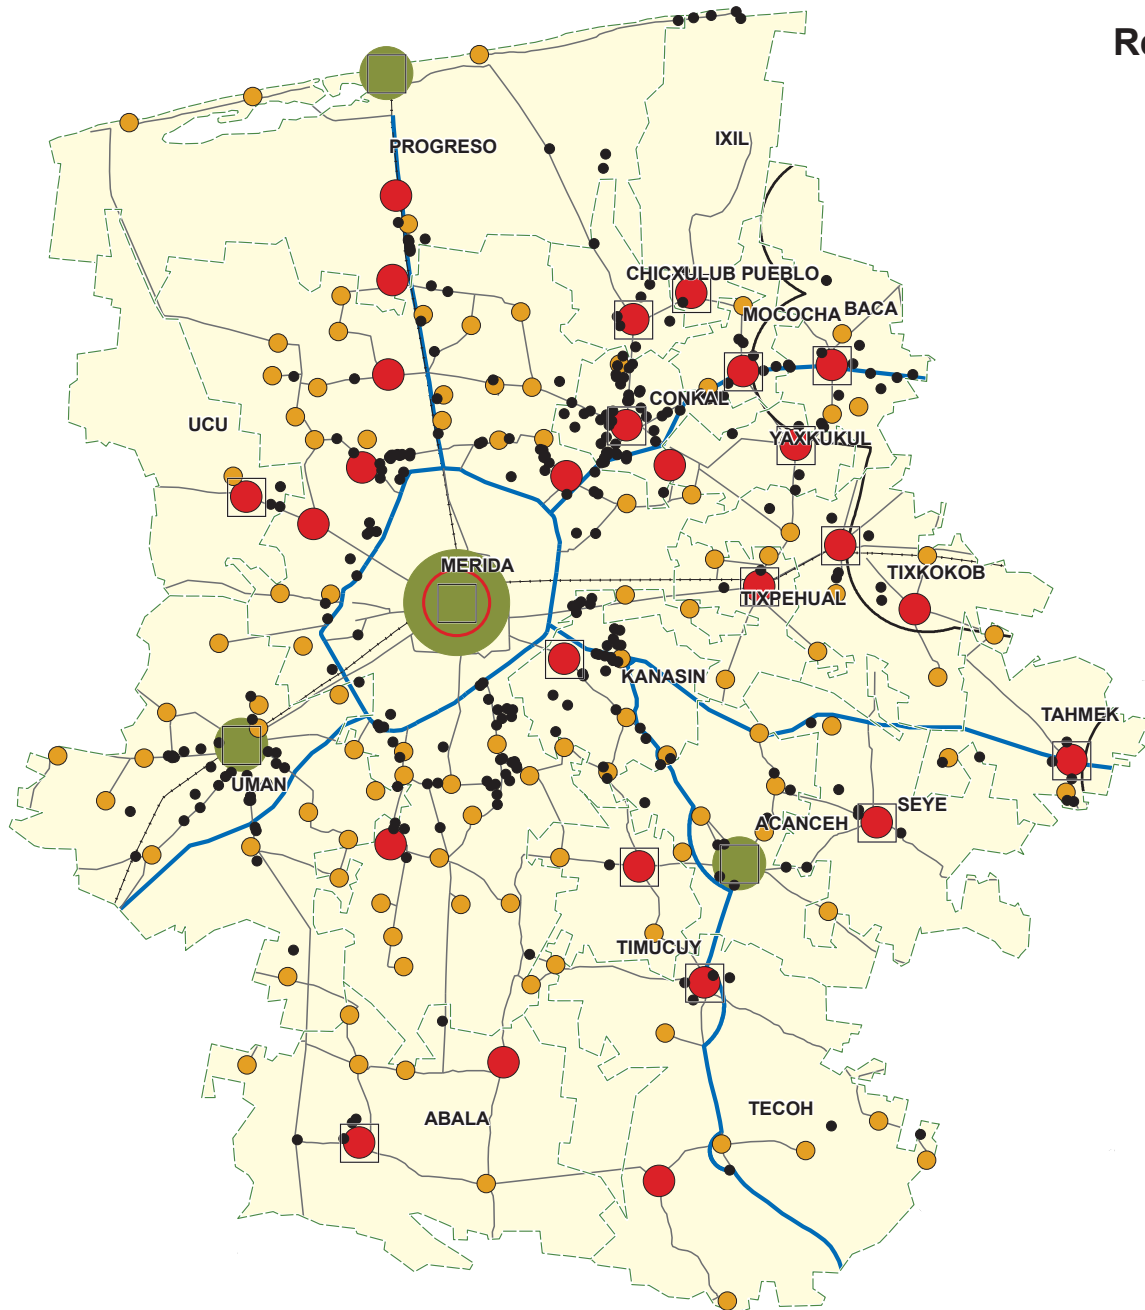 Re
PROGRESO
IXIL
CHICXULUB PUEBLO
MOCOCHA
BACA
CONKAL
UCU
YAXKUKUL
MERIDA
TIXKOKOB
TIXPEHUAL
KANASIN
TAHMEK
UMAN
SEYE
ACANCEH
TIMUCUY
TECOH
ABALA